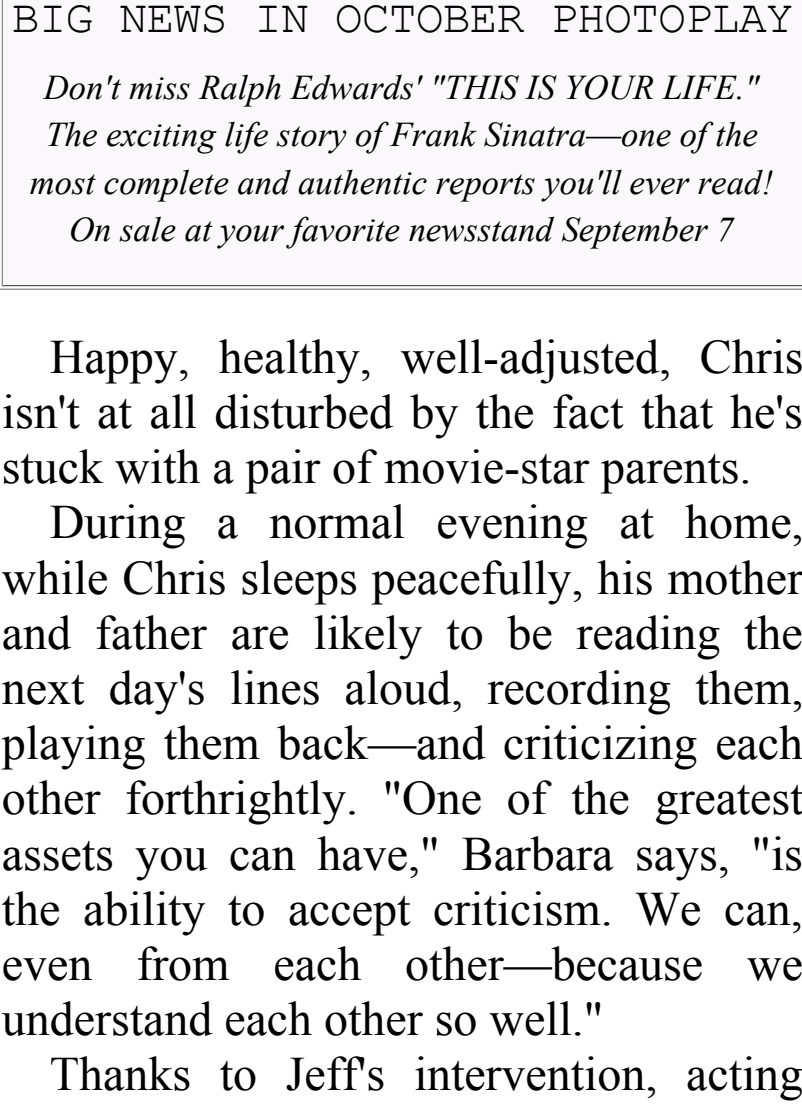 BIG NEWS IN OCTOBER PHOTOPLAY
Don't miss Ralph Edwards' "THIS IS YOUR LIFE."
The exciting life story of Frank Sinatra—one of the
most complete and authentic reports you'll ever read!
On sale at your favorite newsstand September 7
Happy, healthy, well-adjusted, Chris
isn't at all disturbed by the fact that he's
stuck with a pair of movie-star parents.
During a normal evening at home,
while Chris sleeps peacefully, his mother
and father are likely to be reading the
next day's lines aloud, recording them,
playing them back—and criticizing each
other forthrightly. "One of the greatest
assets you can have," Barbara says, "is
the ability to accept criticism. We can,
even from each other—because we
understand each other so well."
Thanks to Jeff's intervention, acting